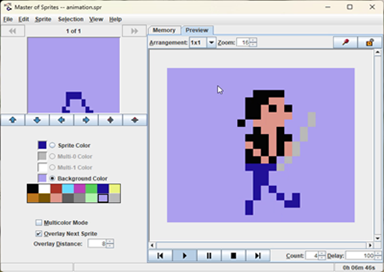 Master of Sprites -- animation.spr
File Edit Sprite Selection View Help
1 of 1
Memory Preview
Arrangement: 1x1 Zoom: 16
Sprite Color
Multi-0 Color
Multi-1 Color
Background Color
Multicolor Mode
Overlay Next Sprite
Overlay Distance: 8
Count: 4 Delay: 100
0h 06m 46s